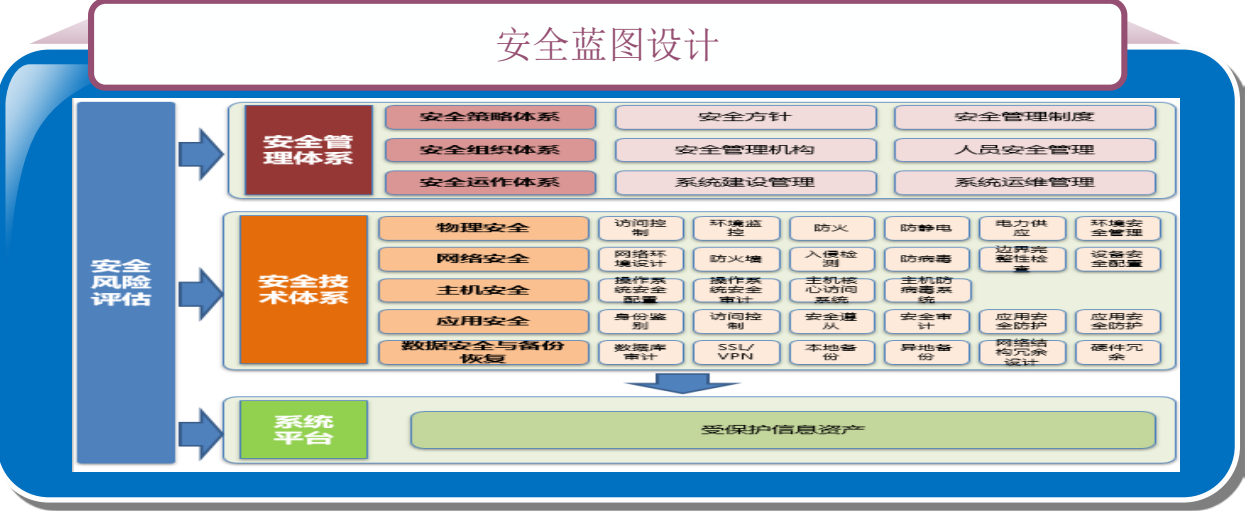 安全蓝图设计
安全
风险
评估
安全管
理体系
安全策略体系
安全方针
安全管理制度
安全组织体系
安全管理机构
人员安全管理
安全运作体系
系统建设管理
系统运维管理
安全技
术体系
物理安全
访问控
制
环境监
控
防火
防静电
电力供
应
环境安
全管理
网络安全
网络环
境设计
防火墙
入侵检
测
防病毒
边界完
整性检
查
设备安
全配置
主机安全
操作系
统安全
配置
操作系
统安全
审计
主机核
心访问
系统
主机防
病毒系
统
应用安全
身份鉴
别
访问控
制
安全遵
从
安全审
计
应用安
全防护
应用安
全防护
数据安全与备份
恢复
数据库
审计
SSL/
VPN
本地备
份
异地备
份
网络结
构冗余
设计
硬件冗
余
系统
平台
受保护信息资产